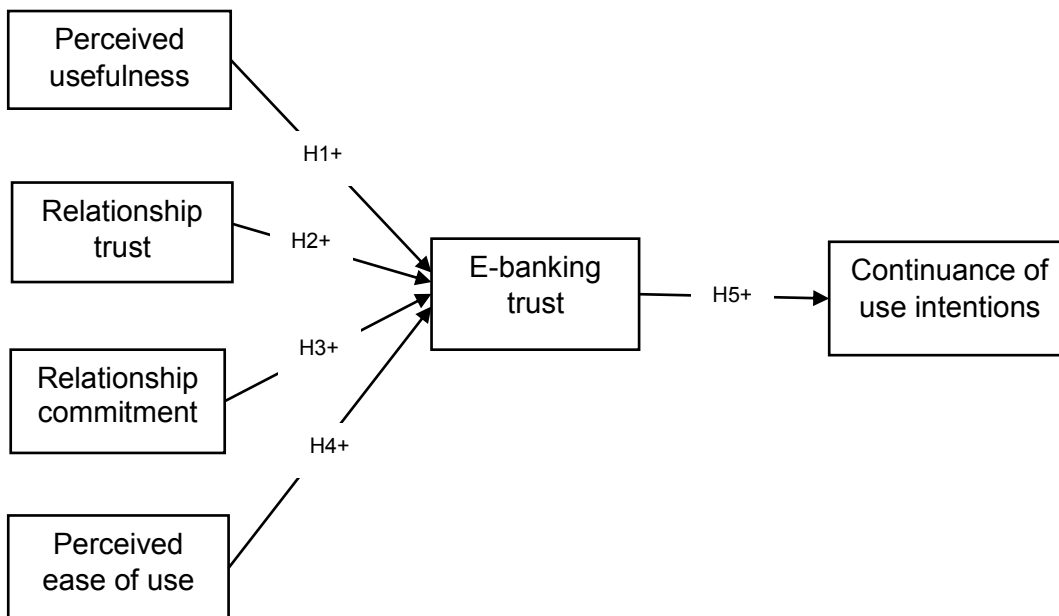 Perceived
usefulness
H1+
Relationship
trust
H2+
E-banking
trust
H5+
Continuance of
use intentions
H3+
Relationship
commitment
H4+
Perceived
ease of use